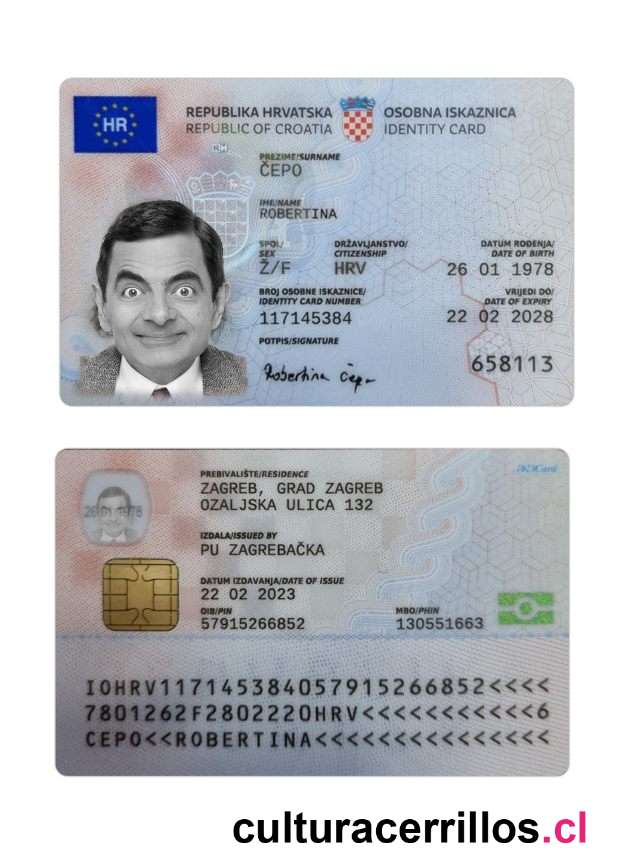 HR
REPUBLIKA HRVATSKA
REPUBLIC OF CROATIA
OSOBNA ISKAZNICA
IDENTITY CARD
PREZIME/SURNAME
ČEPO
IME/NAME
ROBERTINA
SPOL/
SEX
Ž/F
DRŽAVLJANSTVO/
CITIZENSHIP
HRV
DATUM ROĐENJA/
DATE OF BIRTH
26 01 1978
BROJ OSOBNE ISKAZNICE/
IDENTITY CARD NUMBER
117145384
VRIJEDI DO/
DATE OF EXPIRY
22 02 2028
POTPIS/SIGNATURE
Robertina Čepo
658113
26 01 1978
PREBIVALIŠTE/RESIDENCE
ZAGREB, GRAD ZAGREB
OZALJSKA ULICA 132
IZDALA/ISSUED BY
PU ZAGREBAČKA
DATUM IZDAVANJA/DATE OF ISSUE
22 02 2023
OIB/PIN
57915266852
MBO/PHIN
130551663
IOHRV117145384057915266852<<<<
7801262F2802220HRV<<<<<<<<<<<6
CEPO<<ROBERTINA<<<<<<<<<<<<<<<
culturacerrillos.cl